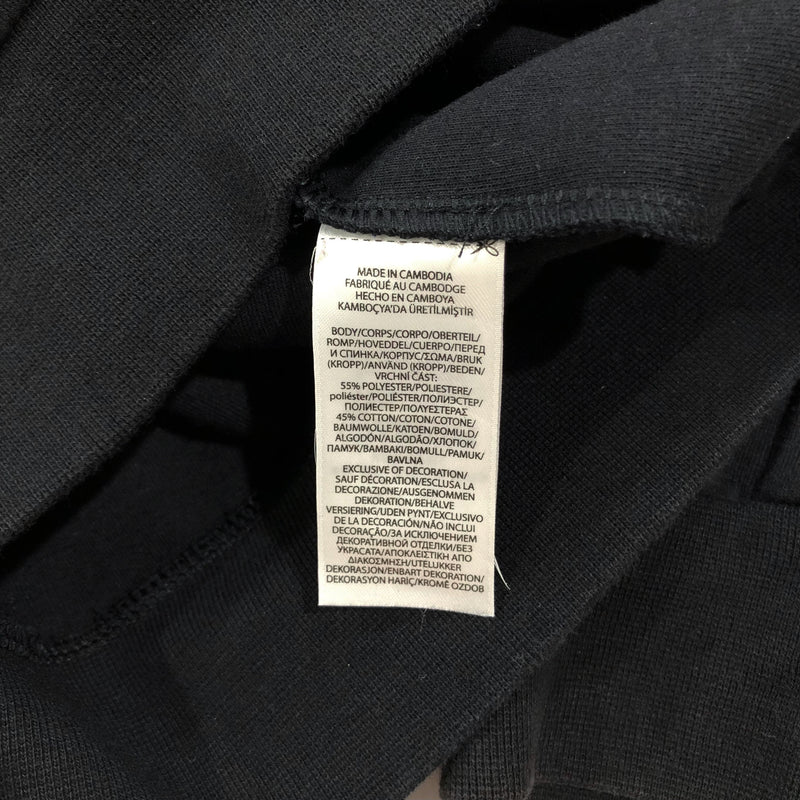 MADE IN CAMBODIA
FABRIQUÉ AU CAMBODGE
HECHO EN CAMBOYA
KAMBOÇYA'DA ÜRETİLMİŞTİR
BODY/CORPS/CORPO/OBERTEIL/
ROMP/HOVEDDEL/CUERPO/ПЕРЕД
И СПИНКА/КОРПУС/ΣΩΜΑ/BRUK
(KROPP)/ANVÄND (KROPP)/BEDEN/
VRCHNÍ ČÁST:
55% POLYESTER/POLIESTERE/
poliéster/POLIÉSTER/ПОЛИЭСТЕР/
ПОЛИЕСТЕР/ΠΟΛΥΕΣΤΕΡΑΣ
45% COTTON/COTON/COTONE/
BAUMWOLLE/KATOEN/BOMULD/
ALGODÓN/ALGODÃO/ХЛОПОК/
ПАМУК/ΒΑΜΒΑΚΙ/BOMULL/PAMUK/
BAVLNA
EXCLUSIVE OF DECORATION/
SAUF DÉCORATION/ESCLUSA LA
DECORAZIONE/AUSGENOMMEN
DEKORATION/BEHALVE
VERSIERING/UDEN PYNT/EXCLUSIVO
DE LA DECORACIÓN/NÃO INCLUI
DECORAÇÃO/ЗА ИСКЛЮЧЕНИЕМ
ДЕКОРАТИВНОЙ ОТДЕЛКИ/БЕЗ
УКРАСАТА/ΑΠΟΚΛΕΙΣΤΙΚΗ ΑΠΟ
ΔΙΑΚΟΣΜΗΣΗ/UTELUKKER
DEKORASJON/ENBART DEKORATION/
DEKORASYON HARİÇ/KROMĚ OZDOB